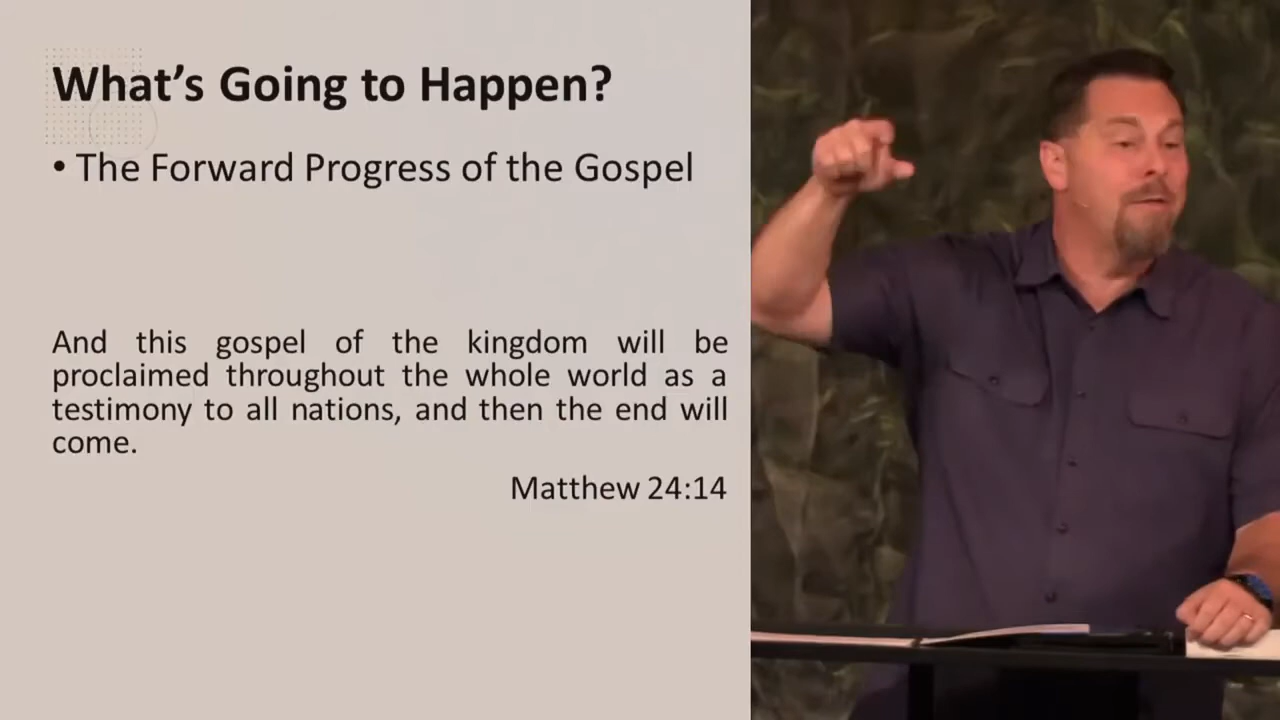 What's Going to Happen?
• The Forward Progress of the Gospel
And this gospel of the kingdom will be
proclaimed throughout the whole world as a
testimony to all nations, and then the end will
come.
Matthew 24:14